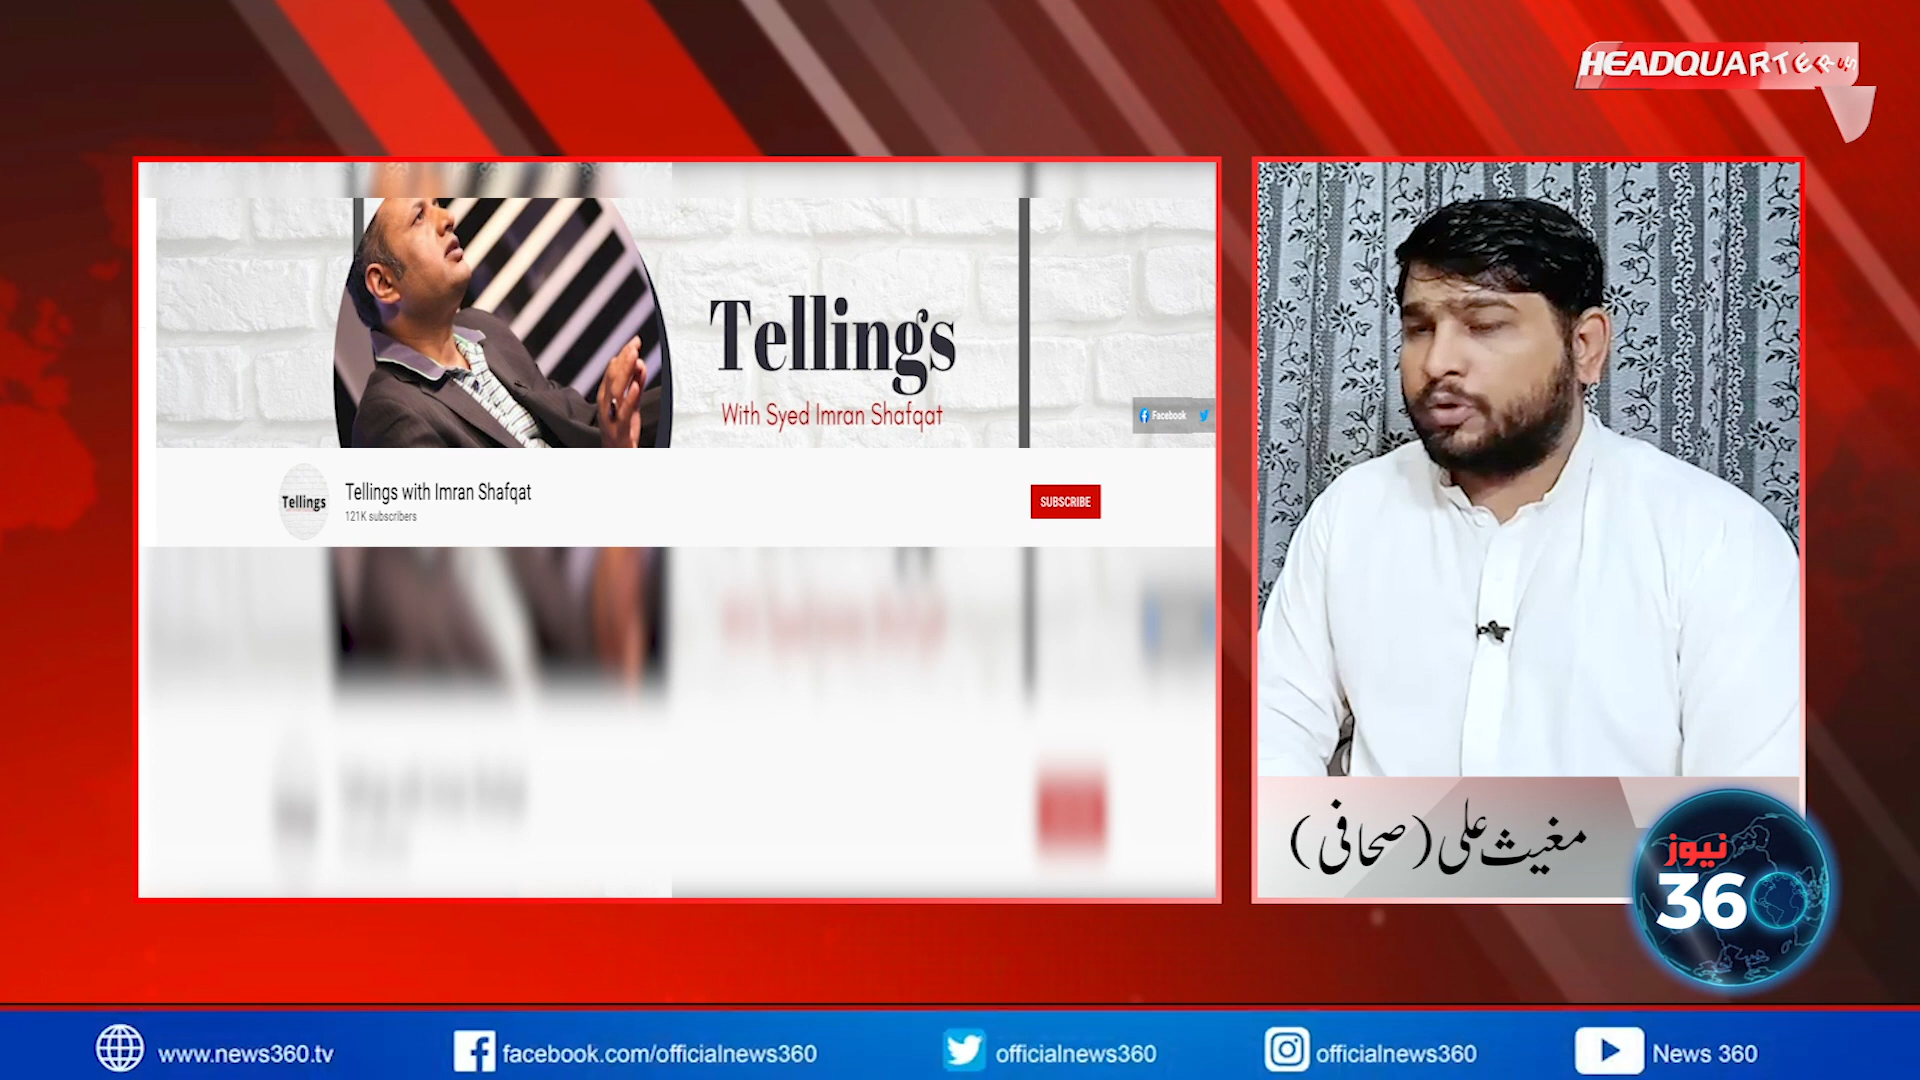 HEADQUARTERS
Tellings
With Syed Imran Shafqat
Facebook
Tellings
Tellings with Imran Shafqat
121K subscribers
SUBSCRIBE
مغیث علی (صحافی)
نیوز
360
www.news360.tv
facebook.com/officialnews360
officialnews360
officialnews360
News 360